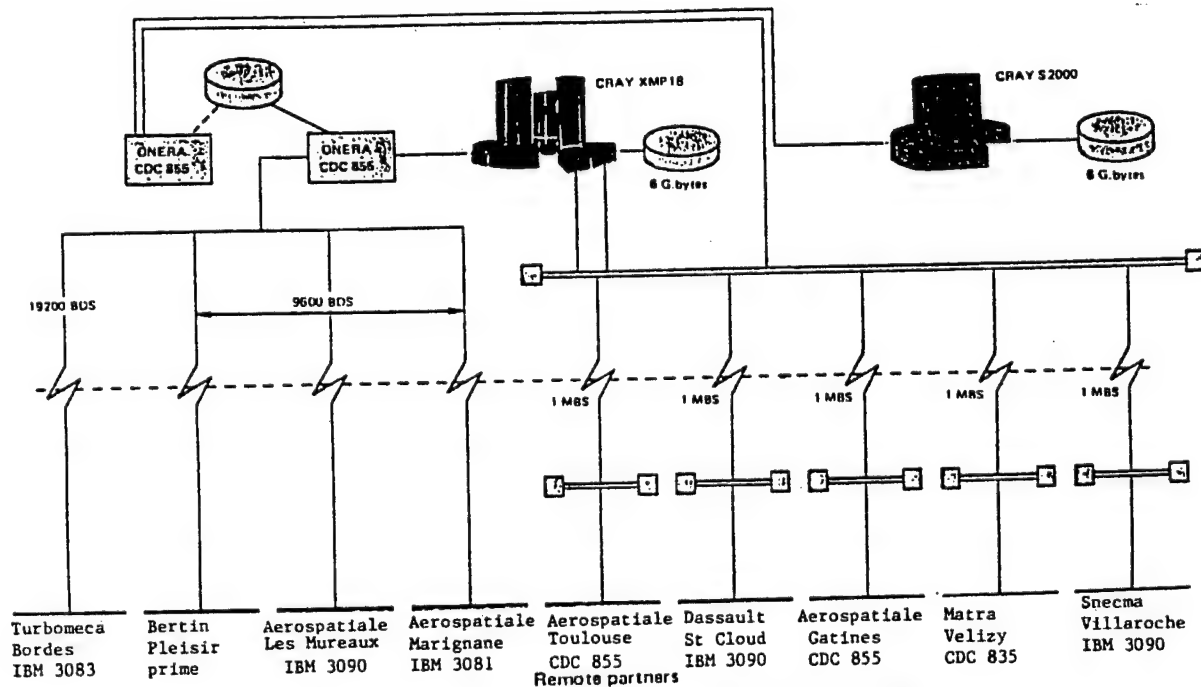 CRAY XMP18
CRAY S2000
ONERA
CDC 855
ONERA
CDC 855
6 G.bytes
6 G.bytes
19200 BDS
9600 BDS
1 MBS
1 MBS
1 MBS
1 MBS
1 MBS
Turbomeca
Bordes
IBM 3083
Bertin
Pleisir
prime
Aerospatiale
Les Mureaux
IBM 3090
Aerospatiale
Marignane
IBM 3081
Aerospatiale
Toulouse
CDC 855
Dassault
St Cloud
IBM 3090
Aerospatiale
Gatines
CDC 855
Matra
Velizy
CDC 835
Snecma
Villaroche
IBM 3090
Remote partners